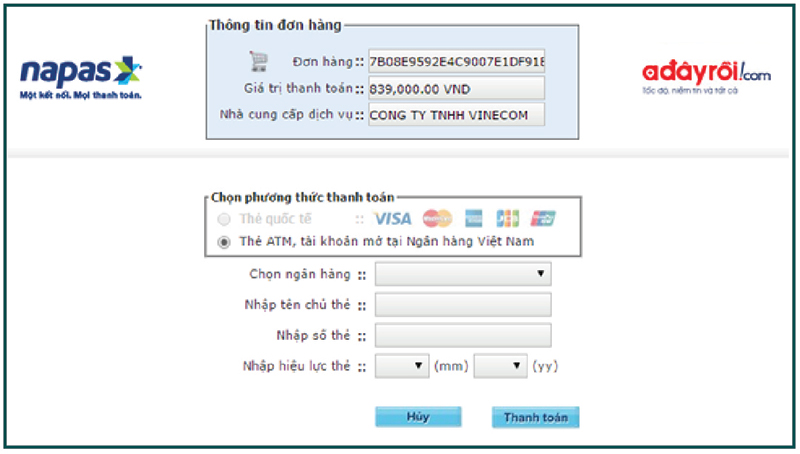 Thông tin đơn hàng
napas
Một kết nối. Mọi thanh toán.
Đơn hàng :: 7B08E9592E4C9007E1DF91E
Giá trị thanh toán :: 839,000.00 VND
Nhà cung cấp dịch vụ :: CONG TY TNHH VINECOM
adâyrôi!.com
Tốc độ, niềm tin và tất cả
Chọn phương thức thanh toán
Thẻ quốc tế :: VISA MasterCard
Thẻ ATM, tài khoản mở tại Ngân hàng Việt Nam
Chọn ngân hàng ::
Nhập tên chủ thẻ ::
Nhập số thẻ ::
Nhập hiệu lực thẻ :: (mm) (yy)
Hủy Thanh toán